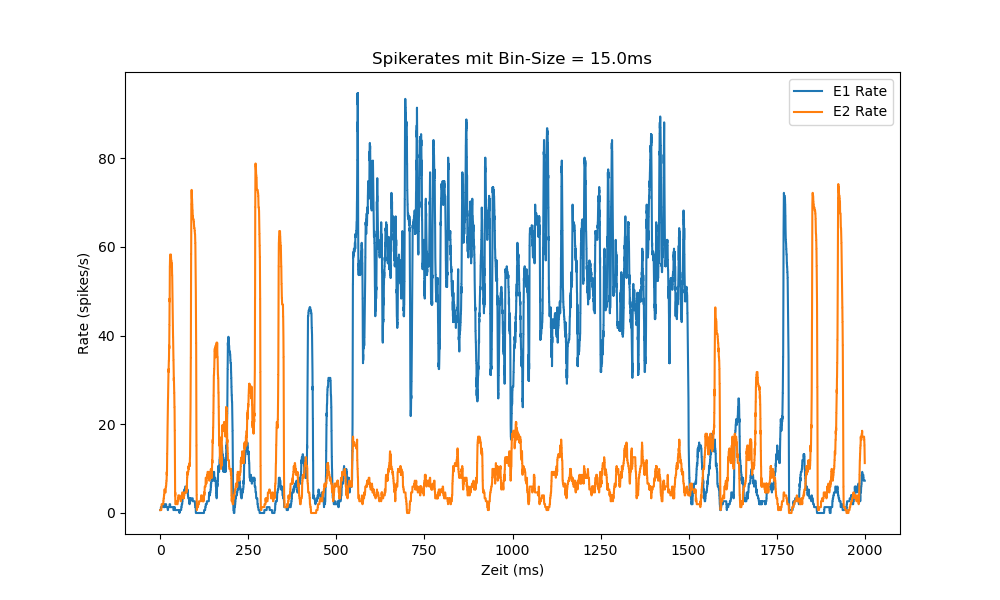 Spikerates mit Bin-Size = 15.0ms
E1 Rate
E2 Rate
80
60
40
20
0
Rate (spikes/s)
0 250 500 750 1000 1250 1500 1750 2000
Zeit (ms)